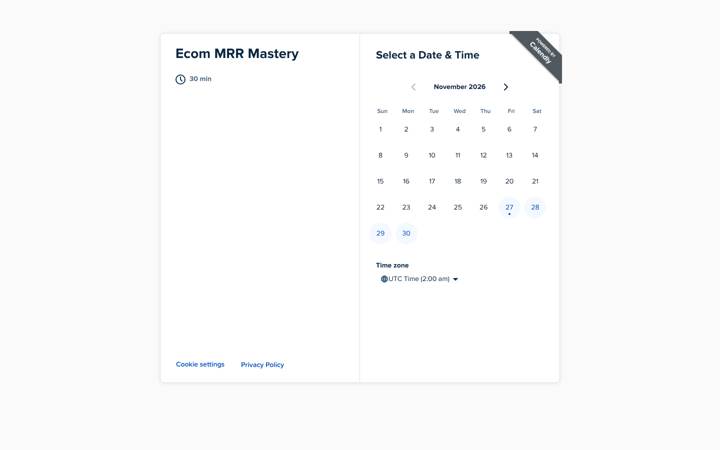 Ecom MRR Mastery
30 min
Cookie settings
Privacy Policy
Select a Date & Time
POWERED BY
Calendly
November 2026
Sun Mon Tue Wed Thu Fri Sat
1 2 3 4 5 6 7
8 9 10 11 12 13 14
15 16 17 18 19 20 21
22 23 24 25 26 27 28
29 30
Time zone
UTC Time (2:00 am)